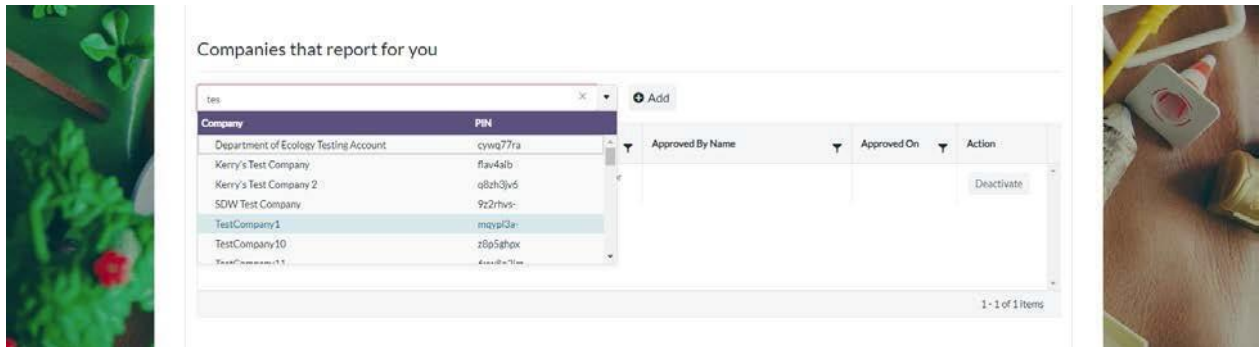 Companies that report for you
tes
Add
Company PIN
Approved By Name Approved On Action
Department of Ecology Testing Account cywq77ra
Kerry's Test Company flav4alb
Kerry's Test Company 2 q8zh3jv6
Deactivate
SDW Test Company 9z2rhvs-
TestCompany1 mqypl3a-
TestCompany10 z8p5ghpx
TestCompany11
1 - 1 of 1 items